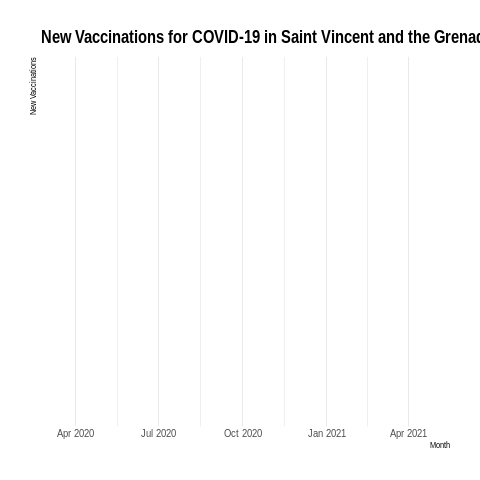 New Vaccinations for COVID-19 in Saint Vincent and the Grenad
New Vaccinations
Apr 2020 Jul 2020 Oct 2020 Jan 2021 Apr 2021
Month